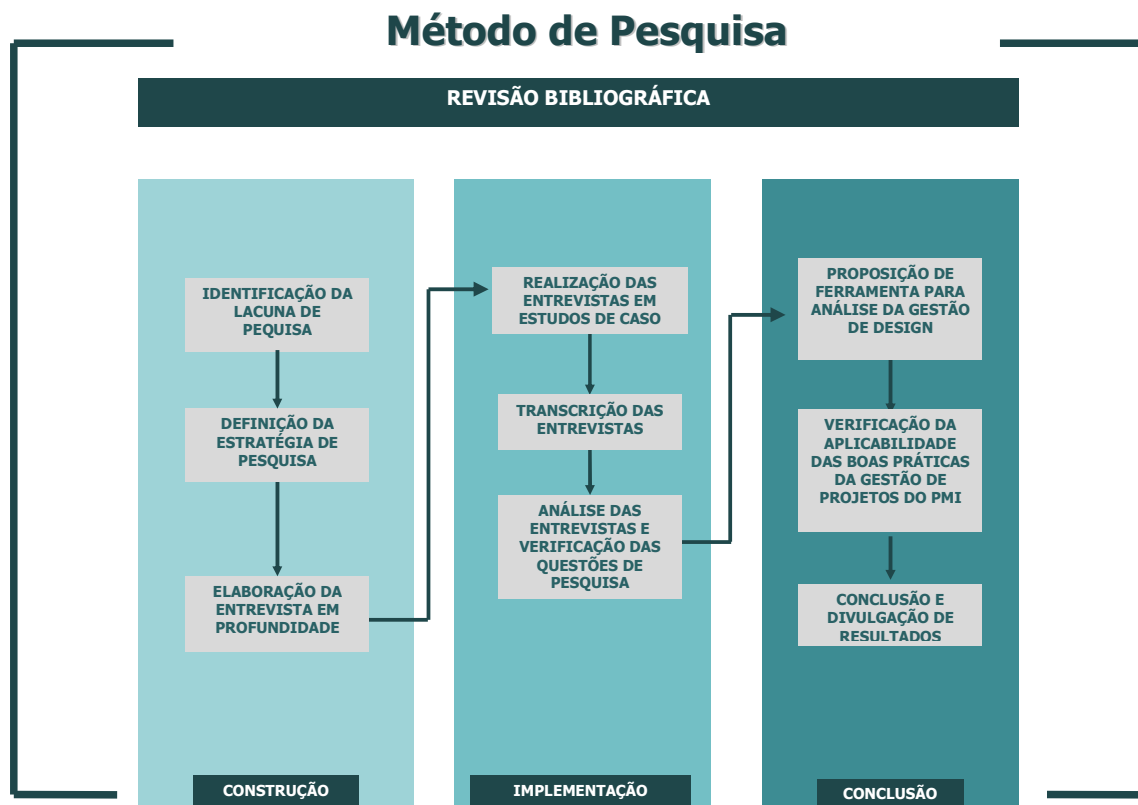 Método de Pesquisa
REVISÃO BIBLIOGRÁFICA
IDENTIFICAÇÃO DA
LACUNA DE
PEQUISA
DEFINIÇÃO DA
ESTRATÉGIA DE
PESQUISA
ELABORAÇÃO DA
ENTREVISTA EM
PROFUNDIDADE
CONSTRUÇÃO
REALIZAÇÃO DAS
ENTREVISTAS EM
ESTUDOS DE CASO
TRANSCRIÇÃO DAS
ENTREVISTAS
ANÁLISE DAS
ENTREVISTAS E
VERIFICAÇÃO DAS
QUESTÕES DE
PESQUISA
IMPLEMENTAÇÃO
PROPOSIÇÃO DE
FERRAMENTA PARA
ANÁLISE DA GESTÃO
DE DESIGN
VERIFICAÇÃO DA
APLICABILIDADE
DAS BOAS PRÁTICAS
DA GESTÃO DE
PROJETOS DO PMI
CONCLUSÃO E
DIVULGAÇÃO DE
RESULTADOS
CONCLUSÃO